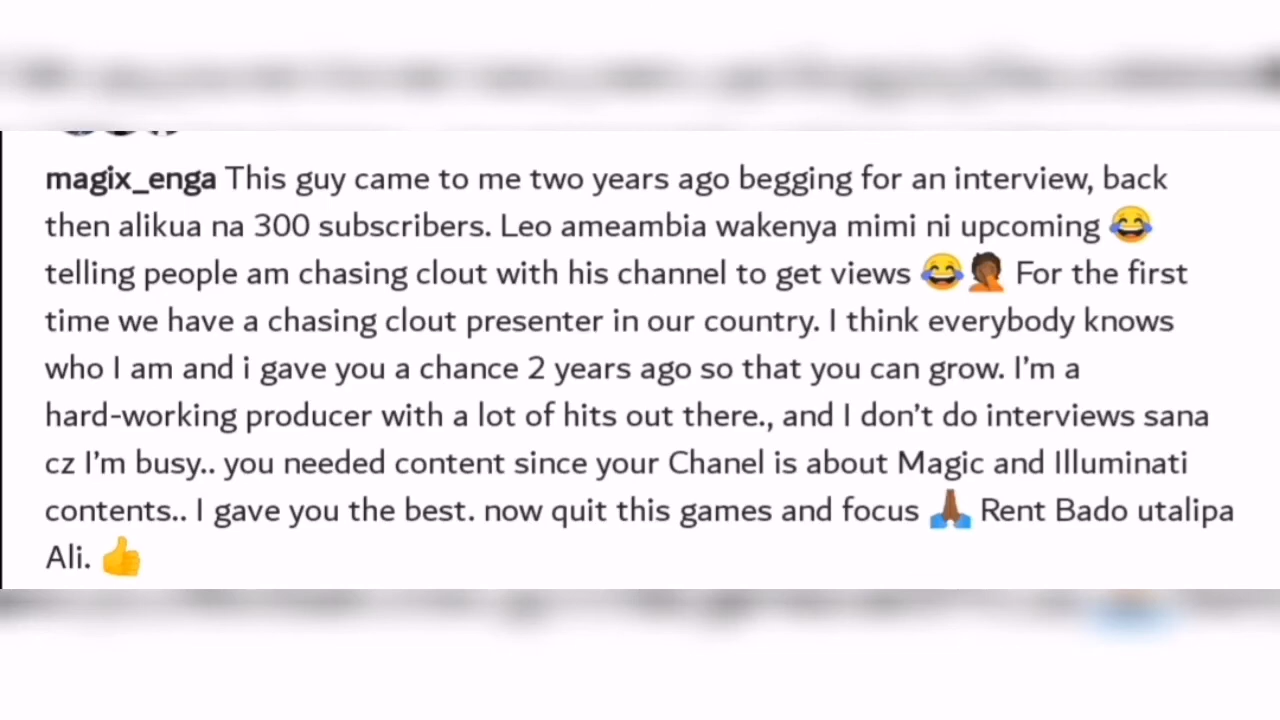 magix_enga This guy came to me two years ago begging for an interview, back
then alikua na 300 subscribers. Leo ameambia wakenya mimi ni upcoming 😂
telling people am chasing clout with his channel to get views 😂🤦🏾 For the first
time we have a chasing clout presenter in our country. I think everybody knows
who I am and i gave you a chance 2 years ago so that you can grow. I’m a
hard-working producer with a lot of hits out there., and I don’t do interviews sana
cz I’m busy.. you needed content since your Chanel is about Magic and Illuminati
contents.. I gave you the best. now quit this games and focus 🙏🏾 Rent Bado utalipa
Ali. 👍